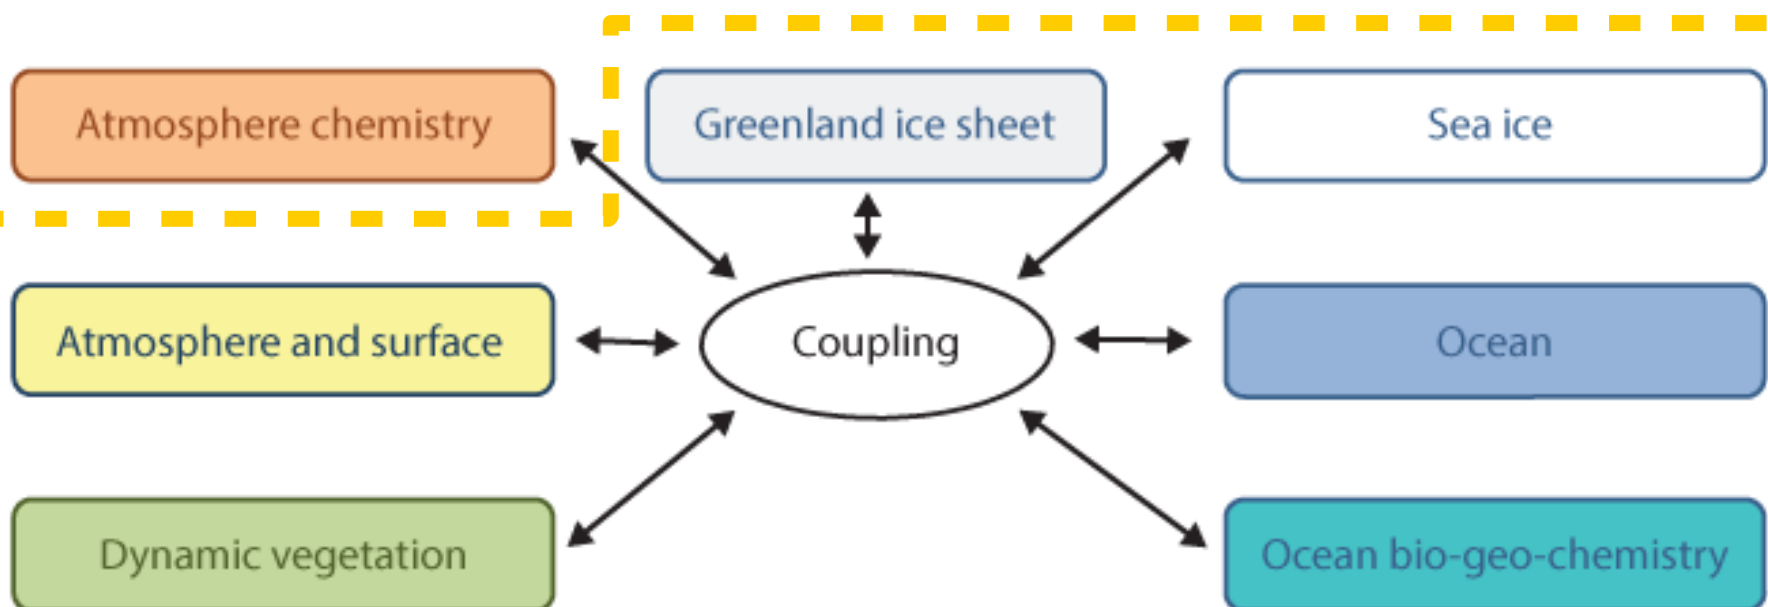 Atmosphere chemistry
Greenland ice sheet
Sea ice
Atmosphere and surface
Coupling
Ocean
Dynamic vegetation
Ocean bio-geo-chemistry